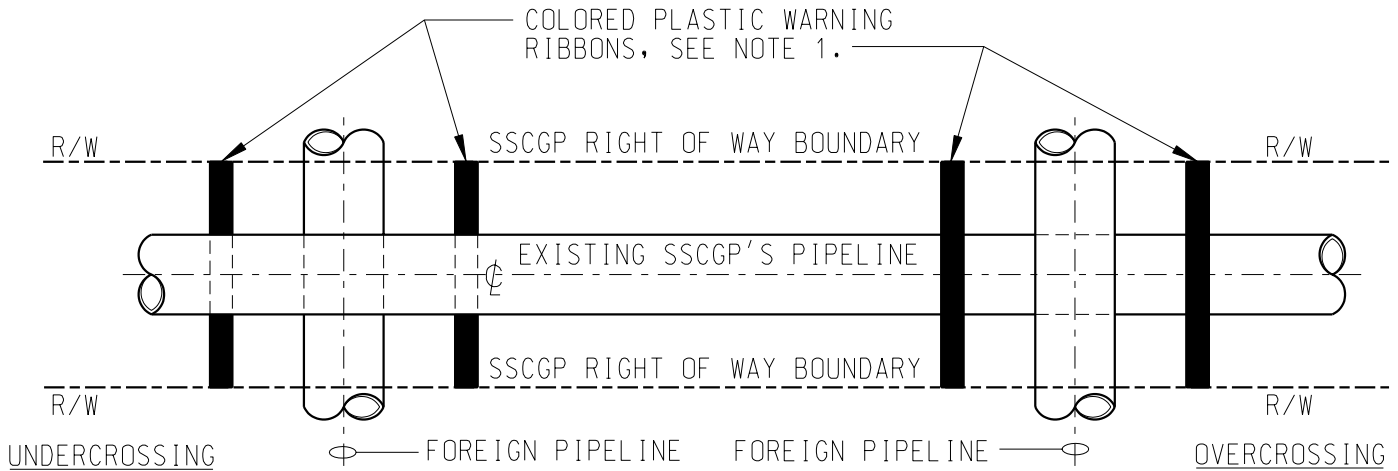 COLORED PLASTIC WARNING
RIBBONS, SEE NOTE 1.
R/W
SSCGP RIGHT OF WAY BOUNDARY
R/W
EXISTING SSCGP'S PIPELINE
℄
SSCGP RIGHT OF WAY BOUNDARY
R/W
R/W
UNDERCROSSING
FOREIGN PIPELINE
FOREIGN PIPELINE
OVERCROSSING